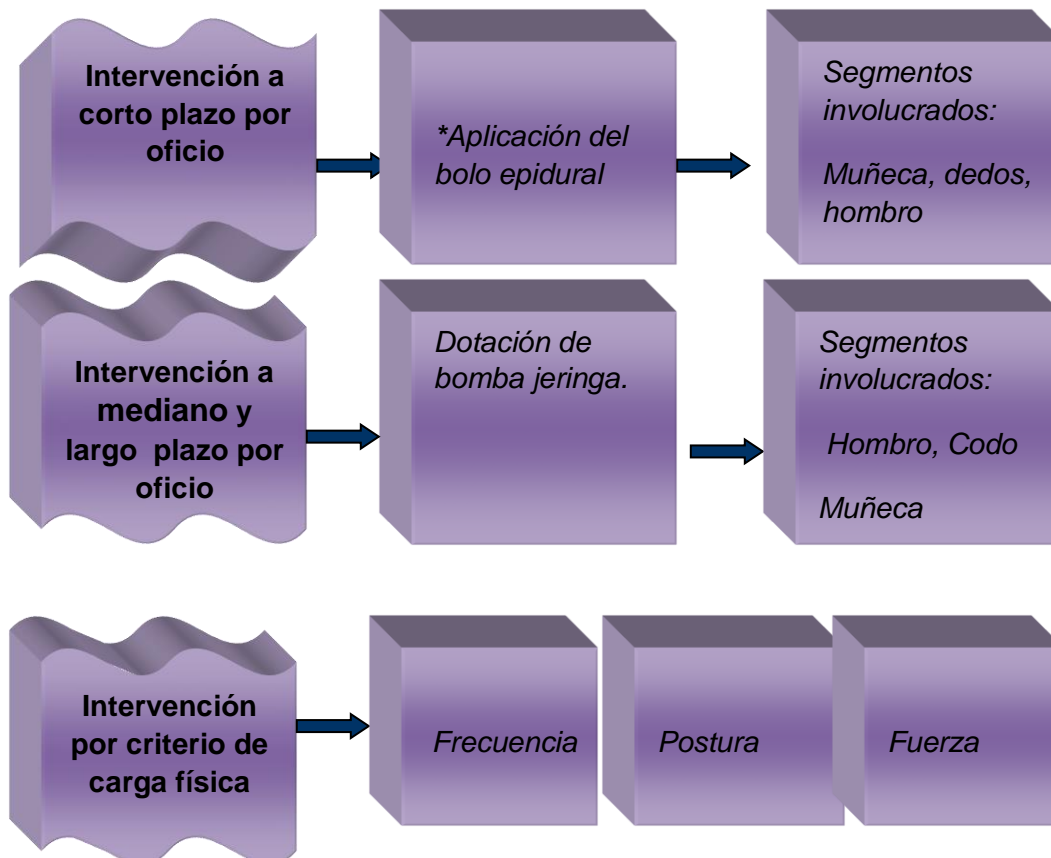 Intervención a
corto plazo por
oficio
*Aplicación del
bolo epidural
Segmentos
involucrados:
Muñeca, dedos,
hombro
Intervención a
mediano y
largo plazo por
oficio
Dotación de
bomba jeringa.
Segmentos
involucrados:
Hombro, Codo
Muñeca
Intervención
por criterio de
carga física
Frecuencia
Postura
Fuerza